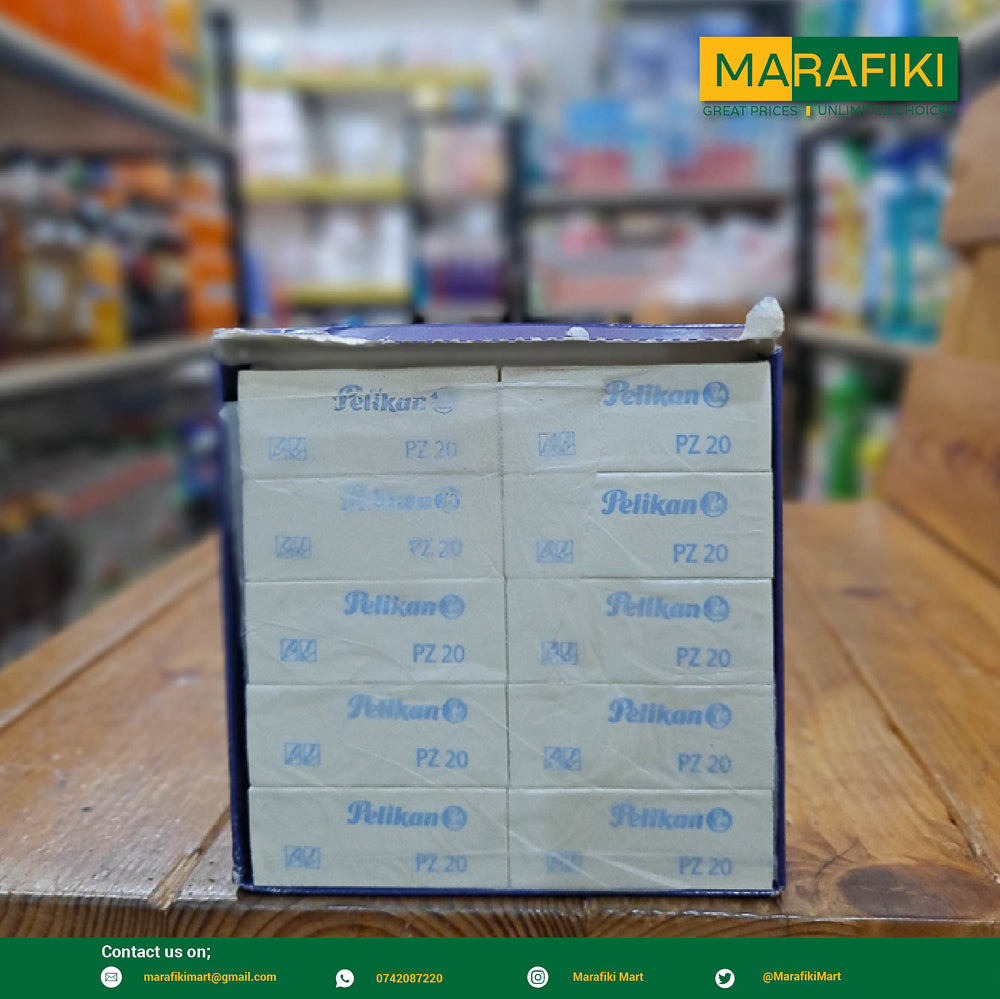 MARAFIKI
GREAT PRICES UNLIMITED CHOICES
Pelikan
PZ 20
Pelikan
PZ 20
Pelikan
PZ 20
Pelikan
PZ 20
Pelikan
PZ 20
Pelikan
PZ 20
Pelikan
PZ 20
Pelikan
PZ 20
Pelikan
PZ 20
Pelikan
PZ 20
Contact us on;
marafikimart@gmail.com
0742087220
Marafiki Mart
@MarafikiMart